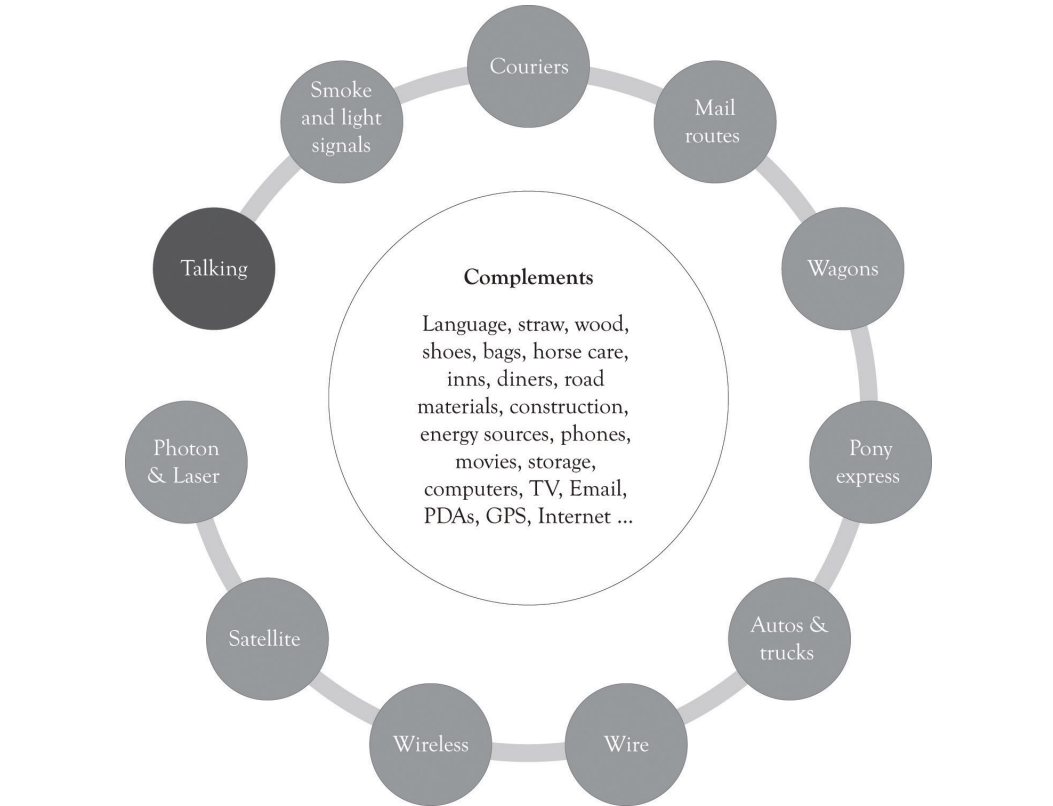 Couriers
Smoke
and light
signals
Mail
routes
Talking
Wagons
Complements
Language, straw, wood,
shoes, bags, horse care,
inns, diners, road
materials, construction,
energy sources, phones,
movies, storage,
computers, TV, Email,
PDAs, GPS, Internet ...
Photon
& Laser
Pony
express
Satellite
Autos &
trucks
Wireless
Wire